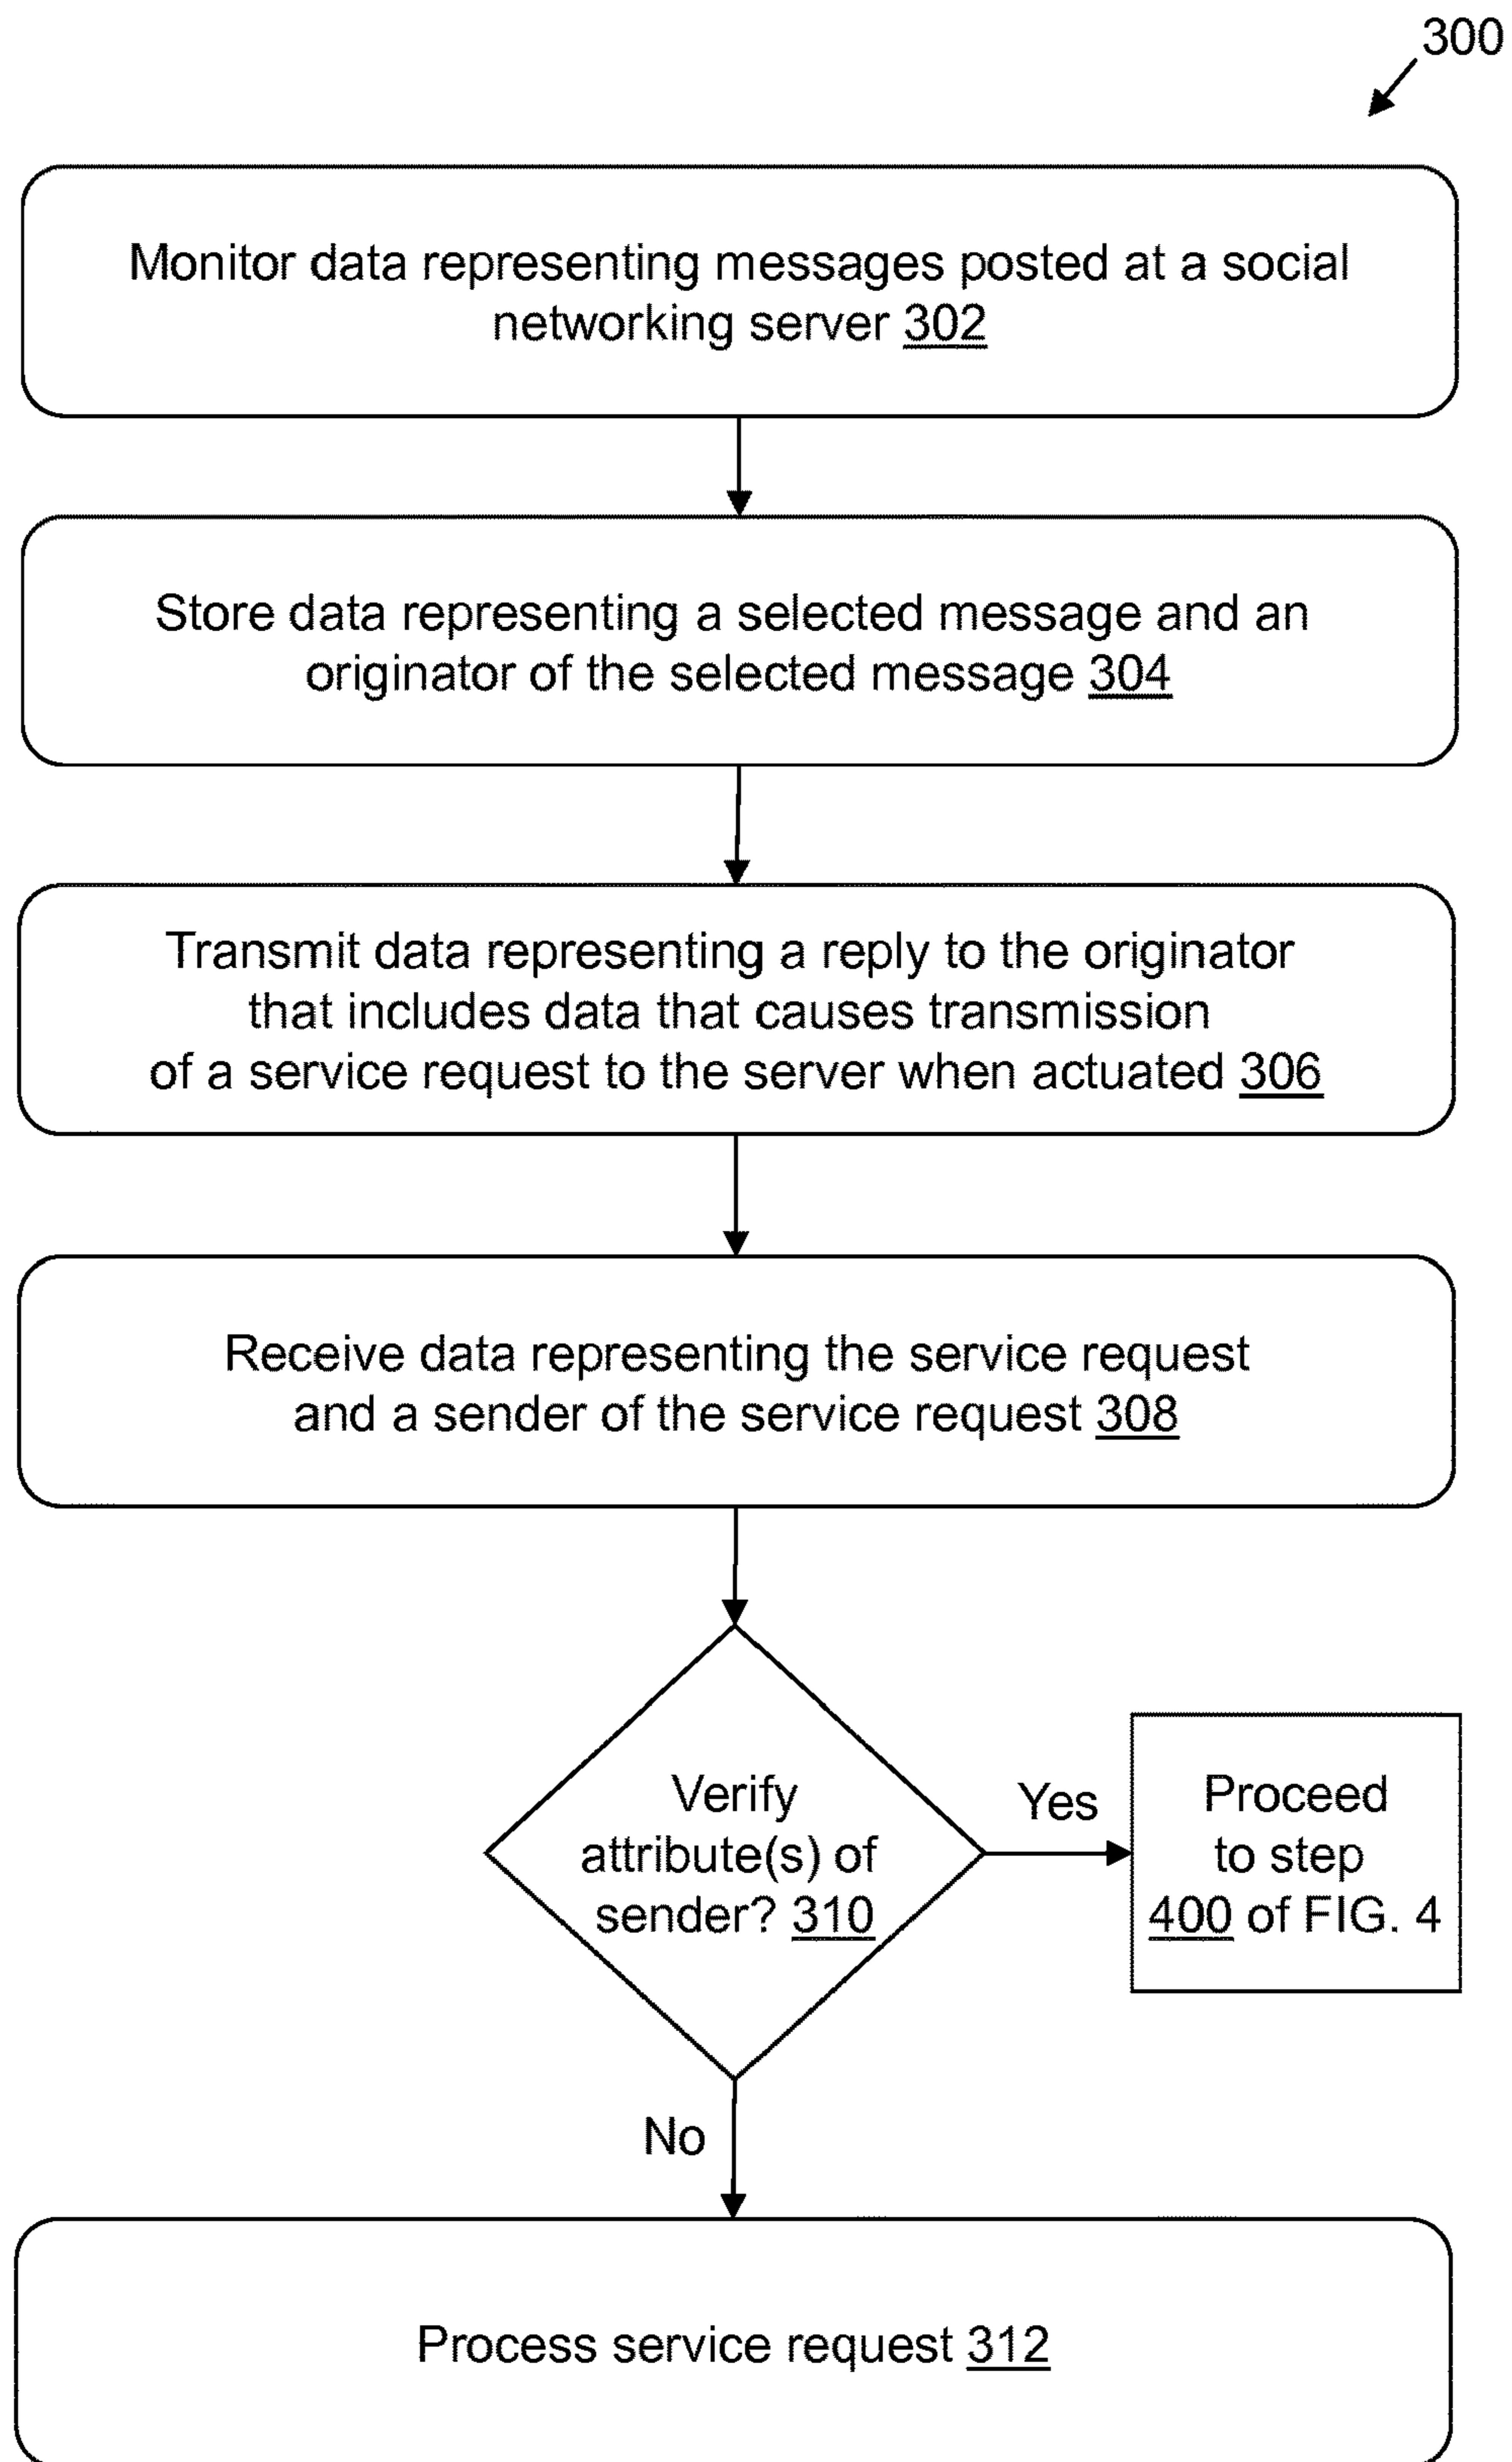 300
Monitor data representing messages posted at a social
networking server 302
Store data representing a selected message and an
originator of the selected message 304
Transmit data representing a reply to the originator
that includes data that causes transmission
of a service request to the server when actuated 306
Receive data representing the service request
and a sender of the service request 308
Verify
attribute(s) of
sender? 310
Yes
Proceed
to step
400 of FIG. 4
No
Process service request 312